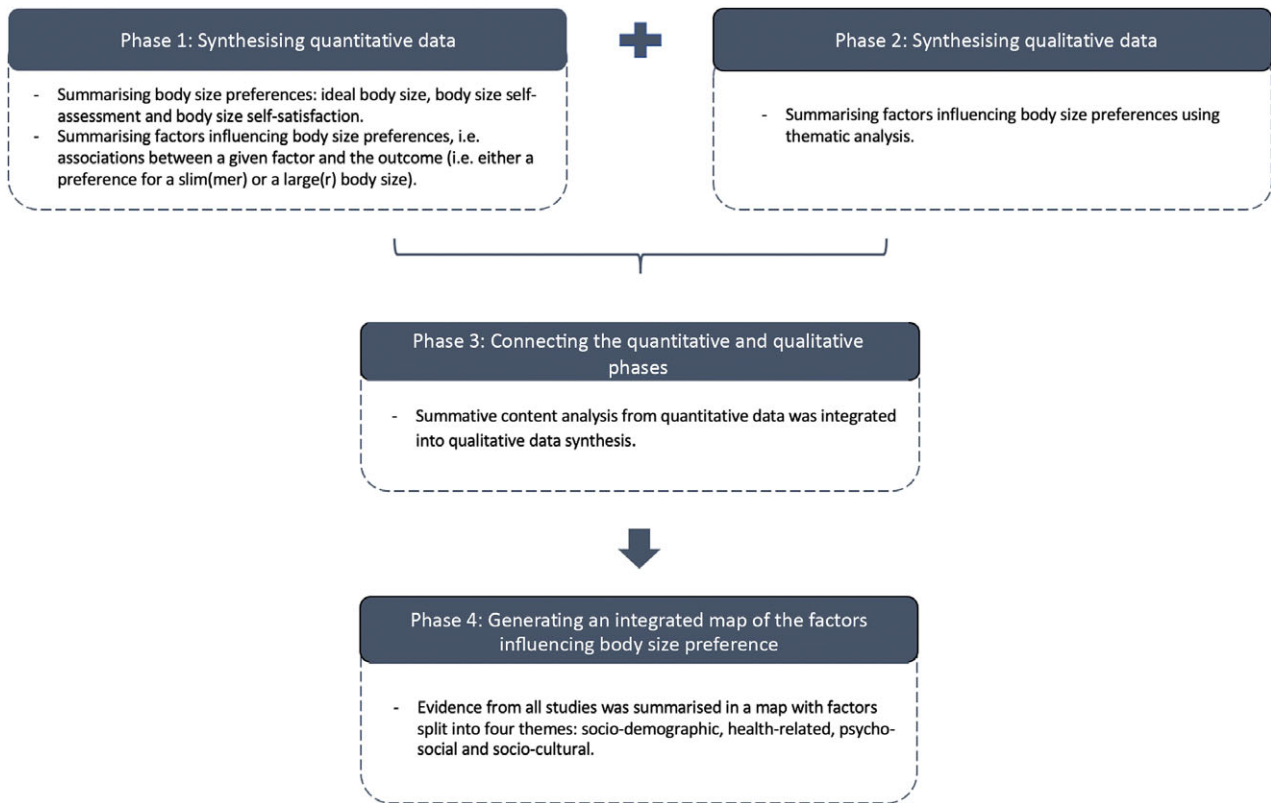 Phase 1: Synthesising quantitative data
- Summarising body size preferences: ideal body size, body size self-
assessment and body size self-satisfaction.
- Summarising factors influencing body size preferences, i.e.
associations between a given factor and the outcome (i.e. either a
preference for a slim(mer) or a large(r) body size).
Phase 2: Synthesising qualitative data
- Summarising factors influencing body size preferences using
thematic analysis.
Phase 3: Connecting the quantitative and qualitative
phases
- Summative content analysis from quantitative data was integrated
into qualitative data synthesis.
Phase 4: Generating an integrated map of the factors
influencing body size preference
- Evidence from all studies was summarised in a map with factors
split into four themes: socio-demographic, health-related, psycho-
social and socio-cultural.